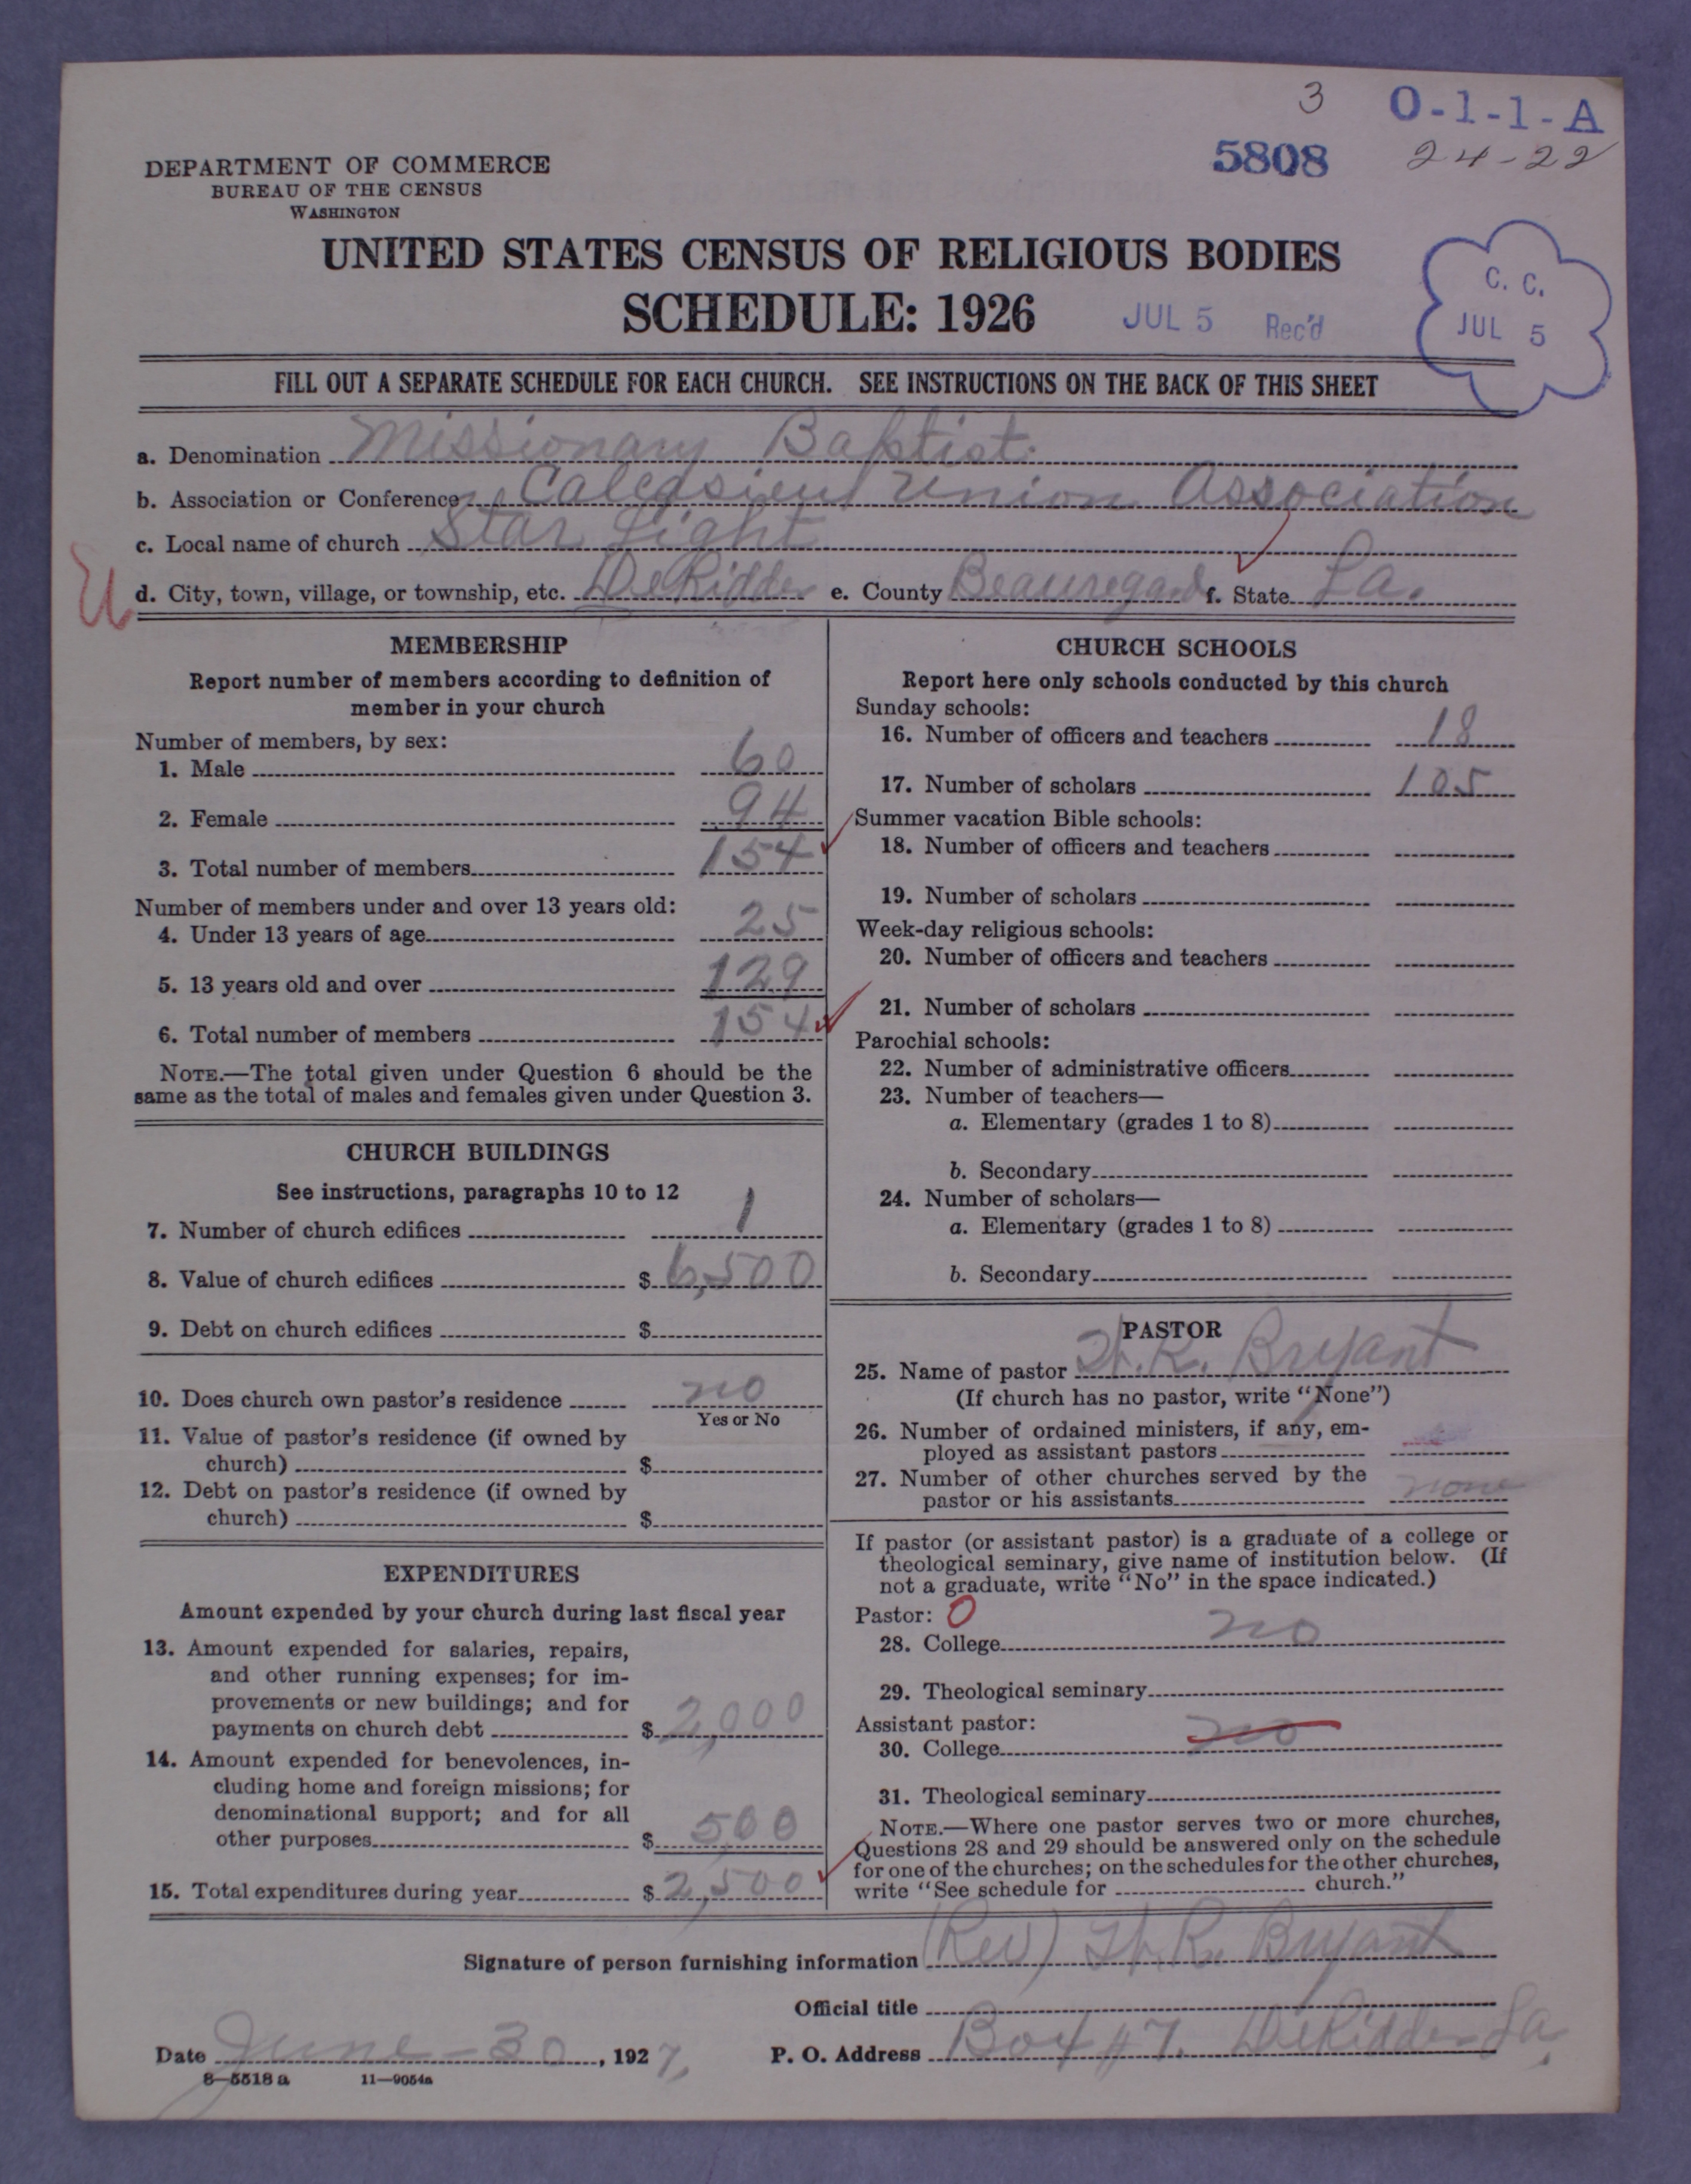 3 O-1-1-A
5808 24-22
DEPARTMENT OF COMMERCE
BUREAU OF THE CENSUS
WASHINGTON
UNITED STATES CENSUS OF RELIGIOUS BODIES
SCHEDULE: 1926
JUL 5 Rec'd
C. C.
JUL 5
FILL OUT A SEPARATE SCHEDULE FOR EACH CHURCH. SEE INSTRUCTIONS ON THE BACK OF THIS SHEET
a. Denomination Missionary Baptist
b. Association or Conference Calcasieu Union Association
c. Local name of church Star Light
d. City, town, village, or township, etc. DeRidder e. County Beauregard f. State La.
MEMBERSHIP
Report number of members according to definition of
member in your church
Number of members, by sex:
1. Male 60
2. Female 94
3. Total number of members 154
Number of members under and over 13 years old:
4. Under 13 years of age 25
5. 13 years old and over 129
6. Total number of members 154
NOTE.—The total given under Question 6 should be the
same as the total of males and females given under Question 3.
CHURCH BUILDINGS
See instructions, paragraphs 10 to 12
7. Number of church edifices 1
8. Value of church edifices $ 6,500
9. Debt on church edifices $
10. Does church own pastor's residence no
Yes or No
11. Value of pastor's residence (if owned by
church) $
12. Debt on pastor's residence (if owned by
church) $
EXPENDITURES
Amount expended by your church during last fiscal year
13. Amount expended for salaries, repairs,
and other running expenses; for im-
provements or new buildings; and for
payments on church debt $ 2,000
14. Amount expended for benevolences, in-
cluding home and foreign missions; for
denominational support; and for all
other purposes $ 500
15. Total expenditures during year $ 2,500
CHURCH SCHOOLS
Report here only schools conducted by this church
Sunday schools:
16. Number of officers and teachers 18
17. Number of scholars 105
Summer vacation Bible schools:
18. Number of officers and teachers
19. Number of scholars
Week-day religious schools:
20. Number of officers and teachers
21. Number of scholars
Parochial schools:
22. Number of administrative officers
23. Number of teachers—
a. Elementary (grades 1 to 8)
b. Secondary
24. Number of scholars—
a. Elementary (grades 1 to 8)
b. Secondary
PASTOR
25. Name of pastor H. R. Bryant
(If church has no pastor, write "None")
26. Number of ordained ministers, if any, em-
ployed as assistant pastors
27. Number of other churches served by the
pastor or his assistants none
If pastor (or assistant pastor) is a graduate of a college or
theological seminary, give name of institution below. (If
not a graduate, write "No" in the space indicated.)
Pastor: 0
28. College no
29. Theological seminary
Assistant pastor:
30. College no
31. Theological seminary
NOTE.—Where one pastor serves two or more churches,
Questions 28 and 29 should be answered only on the schedule
for one of the churches; on the schedules for the other churches,
write "See schedule for church."
Signature of person furnishing information (Rev) H. R. Bryant
Official title
Date June - 30, 1927, P. O. Address Box #7. DeRidder La,
8-5518 a 11-9054a